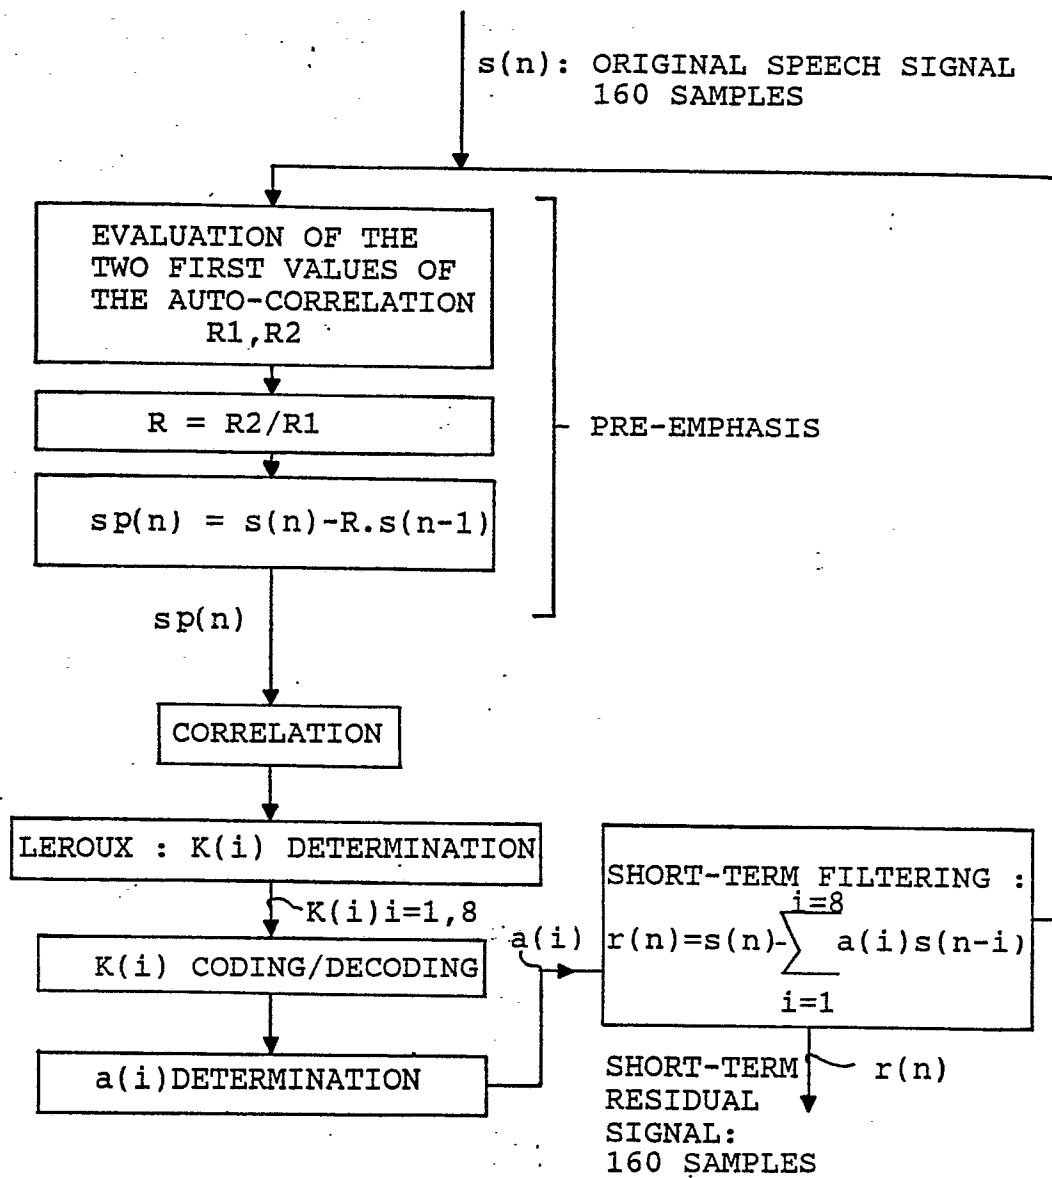 s(n): ORIGINAL SPEECH SIGNAL
160 SAMPLES
EVALUATION OF THE
TWO FIRST VALUES OF
THE AUTO-CORRELATION
R1,R2
R = R2/R1
PRE-EMPHASIS
sp(n) = s(n)-R.s(n-1)
sp(n)
CORRELATION
LEROUX : K(i) DETERMINATION
K(i)i=1,8
K(i) CODING/DECODING
a(i)DETERMINATION
a(i)
SHORT-TERM FILTERING :
i=8
r(n)=s(n)-∑ a(i)s(n-i)
i=1
r(n)
SHORT-TERM
RESIDUAL
SIGNAL:
160 SAMPLES